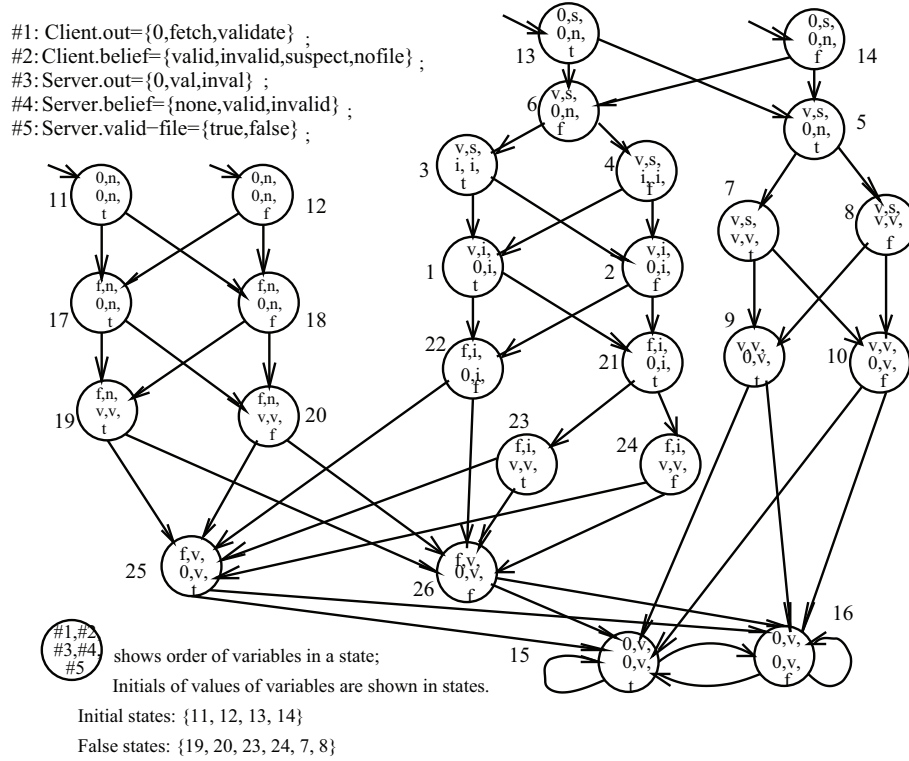 #1: Client.out={0,fetch,validate} ;
#2: Client.belief={valid,invalid,suspect,nofile} ;
#3: Server.out={0,val,inval} ;
#4: Server.belief={none,valid,invalid} ;
#5: Server.valid−file={true,false} ;
0,s,
0,n,
t
13
0,s,
0,n,
f
14
6
v,s,
0,n,
f
v,s,
0,n,
t
5
3
v,s,
i, i,
t
4
v,s,
i, i,
f
11
0,n,
0,n,
t
0,n,
0,n,
f
12
7
v,s,
v,v,
t
8
v,s,
v,v,
f
1
v,i,
0,i,
t
2
v,i,
0,i,
f
17
f,n,
0,n,
t
f,n,
0,n,
f
18
22
f,i,
0,i,
f
21
f,i,
0,i,
t
9
v,v,
0,v,
t
10
v,v,
0,v,
f
19
f,n,
v,v,
t
f,n,
v,v,
f
20
23
f,i,
v,v,
t
24
f,i,
v,v,
f
25
f,v,
0,v,
t
26
f,v,
0,v,
f
15
0,v,
0,v,
t
16
0,v,
0,v,
f
#1,#2
#3,#4,
#5
shows order of variables in a state;
Initials of values of variables are shown in states.
Initial states: {11, 12, 13, 14}
False states: {19, 20, 23, 24, 7, 8}